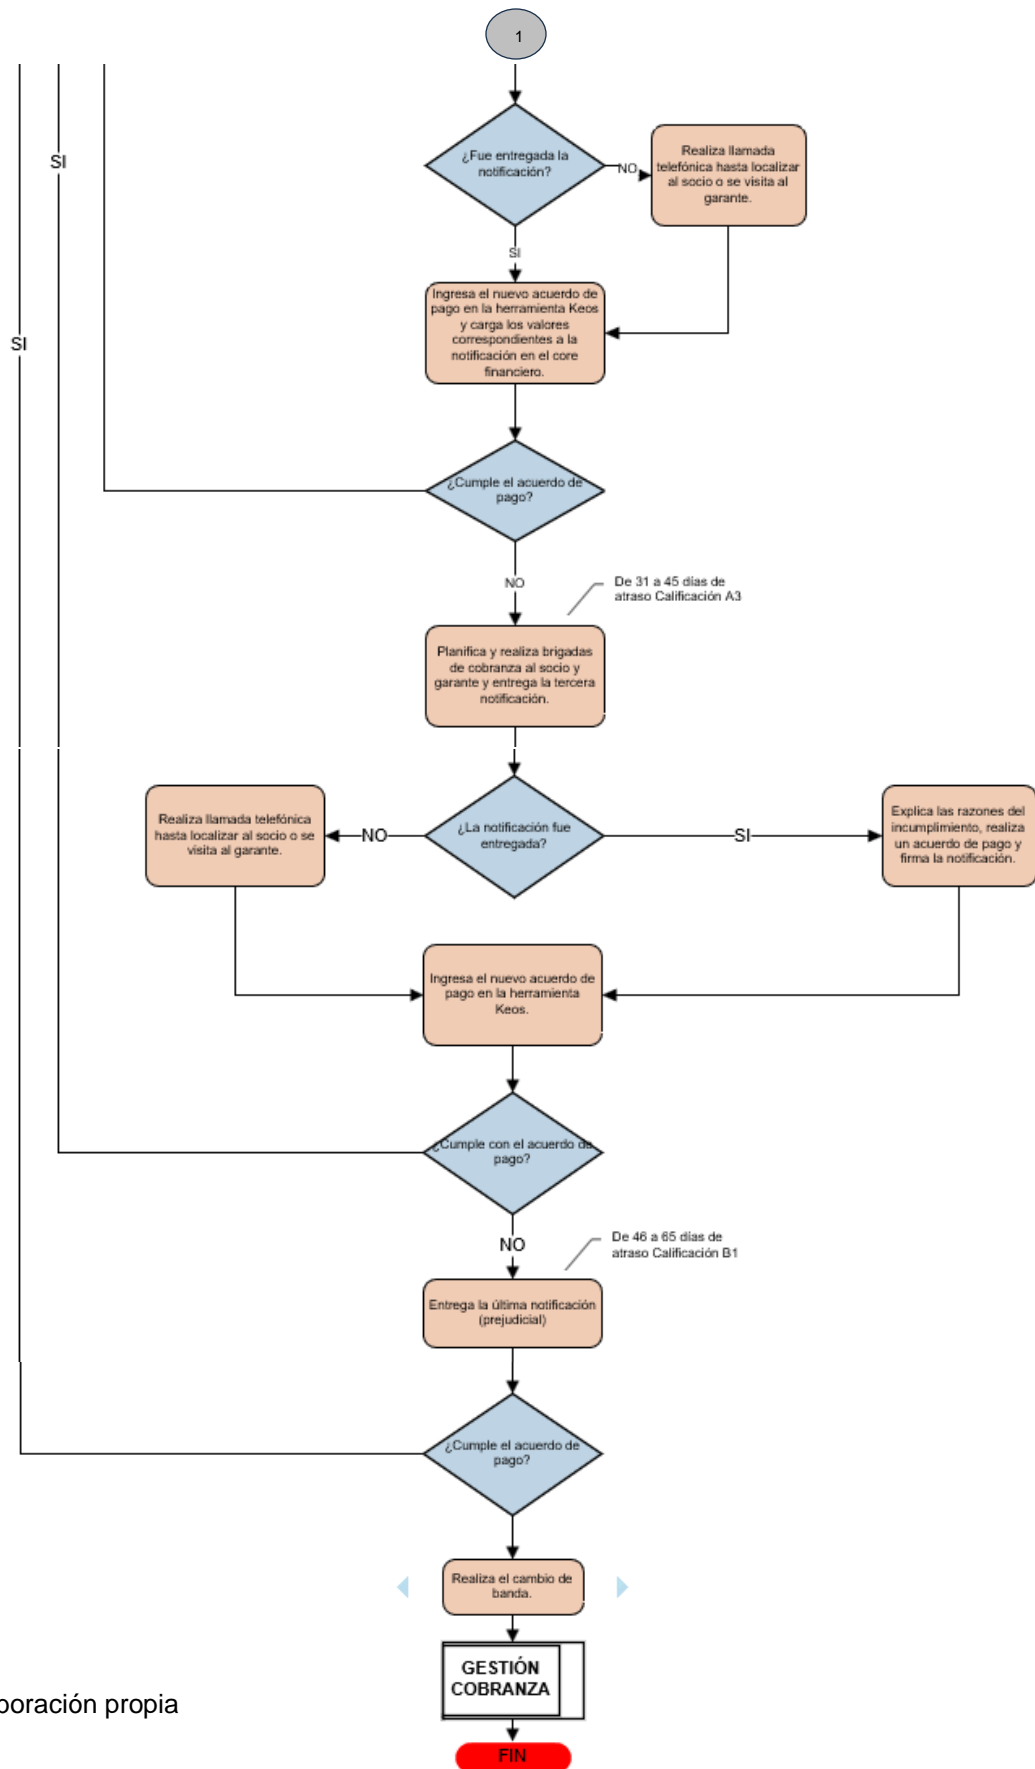 1
¿Fue entregada la
notificación?
NO
Realiza llamada
telefónica hasta localizar
al socio o se visita al
garante.
SI
SI
Ingresa el nuevo acuerdo de
pago en la herramienta Keos
y carga los valores
correspondientes a la
notificación en el core
financiero.
SI
¿Cumple el acuerdo de
pago?
NO
De 31 a 45 días de
atraso Calificación A3
Planifica y realiza brigadas
de cobranza al socio y
garante y entrega la tercera
notificación.
Realiza llamada telefónica
hasta localizar al socio o se
visita al garante.
NO
¿La notificación fue
entregada?
SI
Explica las razones del
incumplimiento, realiza
un acuerdo de pago y
firma la notificación.
Ingresa el nuevo acuerdo de
pago en la herramienta
Keos.
¿Cumple con el acuerdo de
pago?
NO
De 46 a 65 días de
atraso Calificación B1
Entrega la última notificación
(prejudicial)
¿Cumple el acuerdo de
pago?
Realiza el cambio de
banda.
GESTIÓN
COBRANZA
poración propia
FIN